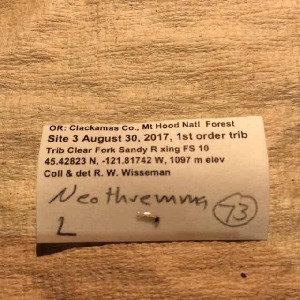 OR: Clackamas Co., Mt Hood Natl Forest
Site 3 August 30, 2017, 1st order trib
Trib Clear Fork Sandy R xing FS 10
45.42823 N, -121.81742 W, 1097 m elev
Coll & det R. W. Wisseman
Neothremma 73
L